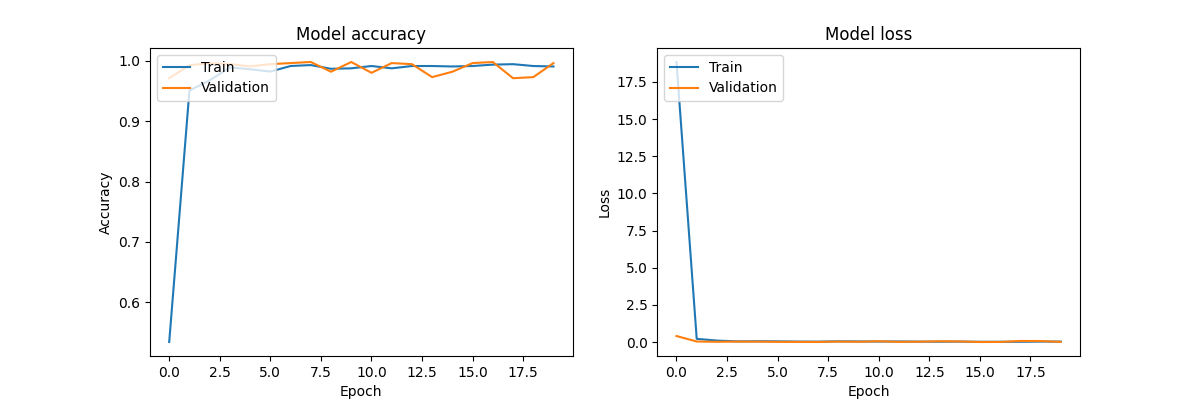 Model accuracy
Train
Validation
1.0
0.9
0.8
0.7
0.6
Accuracy
0.0 2.5 5.0 7.5 10.0 12.5 15.0 17.5
Epoch
Model loss
Train
Validation
17.5
15.0
12.5
10.0
7.5
5.0
2.5
0.0
Loss
0.0 2.5 5.0 7.5 10.0 12.5 15.0 17.5
Epoch